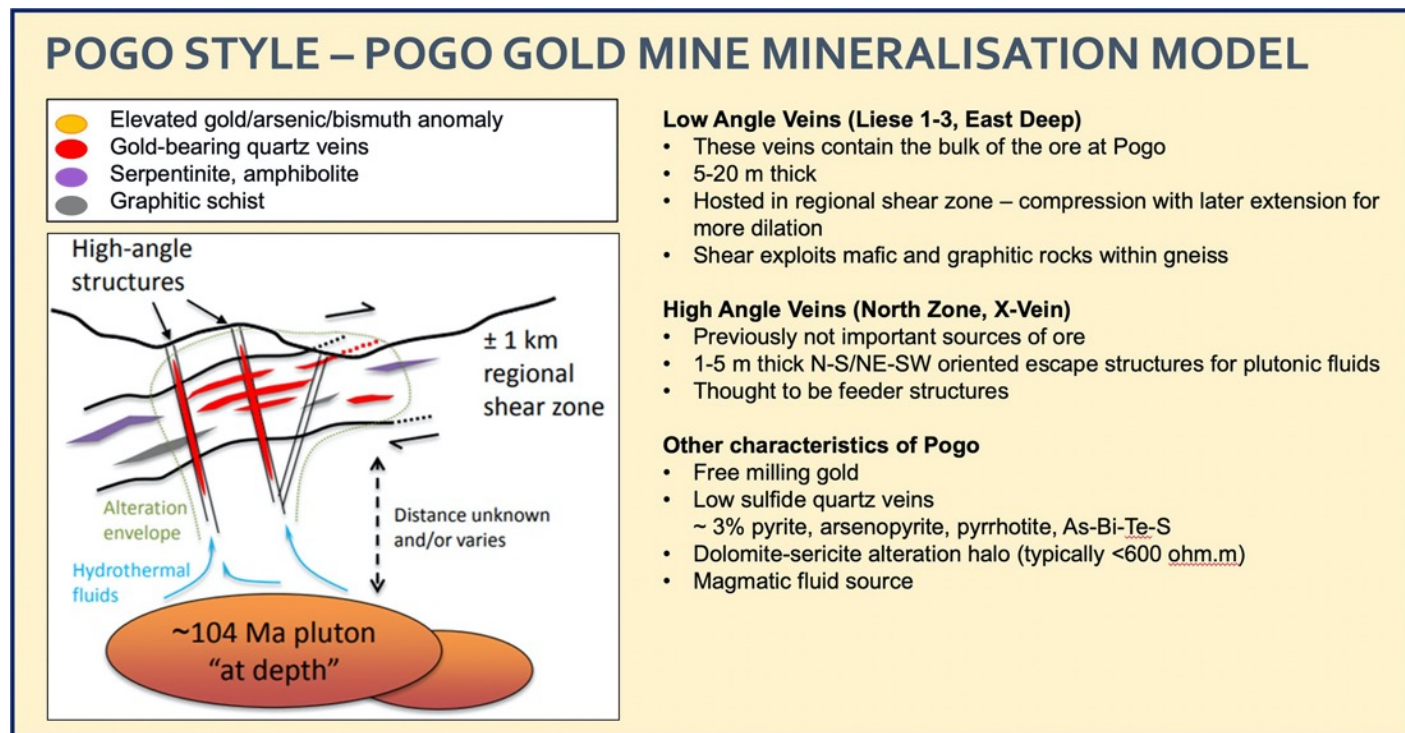 POGO STYLE – POGO GOLD MINE MINERALISATION MODEL
Elevated gold/arsenic/bismuth anomaly
Gold-bearing quartz veins
Serpentinite, amphibolite
Graphitic schist
High-angle
structures
± 1 km
regional
shear zone
Alteration
envelope
Distance unknown
and/or varies
Hydrothermal
fluids
~104 Ma pluton
"at depth"
Low Angle Veins (Liese 1-3, East Deep)
• These veins contain the bulk of the ore at Pogo
• 5-20 m thick
• Hosted in regional shear zone – compression with later extension for
more dilation
• Shear exploits mafic and graphitic rocks within gneiss
High Angle Veins (North Zone, X-Vein)
• Previously not important sources of ore
• 1-5 m thick N-S/NE-SW oriented escape structures for plutonic fluids
• Thought to be feeder structures
Other characteristics of Pogo
• Free milling gold
• Low sulfide quartz veins
~ 3% pyrite, arsenopyrite, pyrrhotite, As-Bi-Te-S
• Dolomite-sericite alteration halo (typically <600 ohm.m)
• Magmatic fluid source